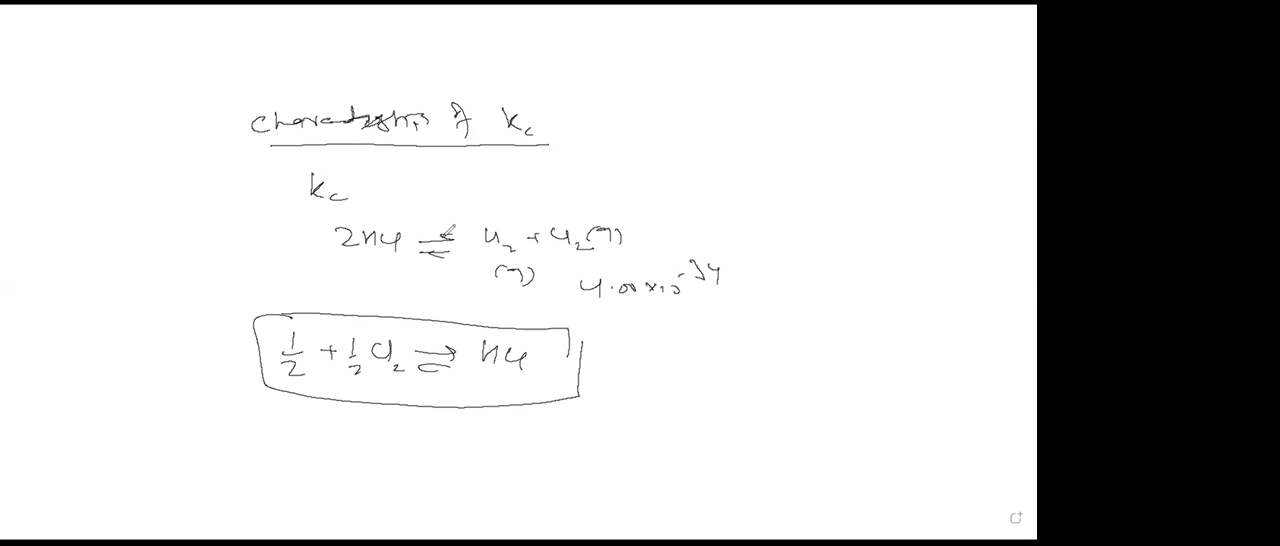 Characteristics of Kc
Kc
2HCl ⇌ H2 + Cl2(g)
(g) 4.00 × 10^-34
1/2 + 1/2 Cl2 ⇌ HCl